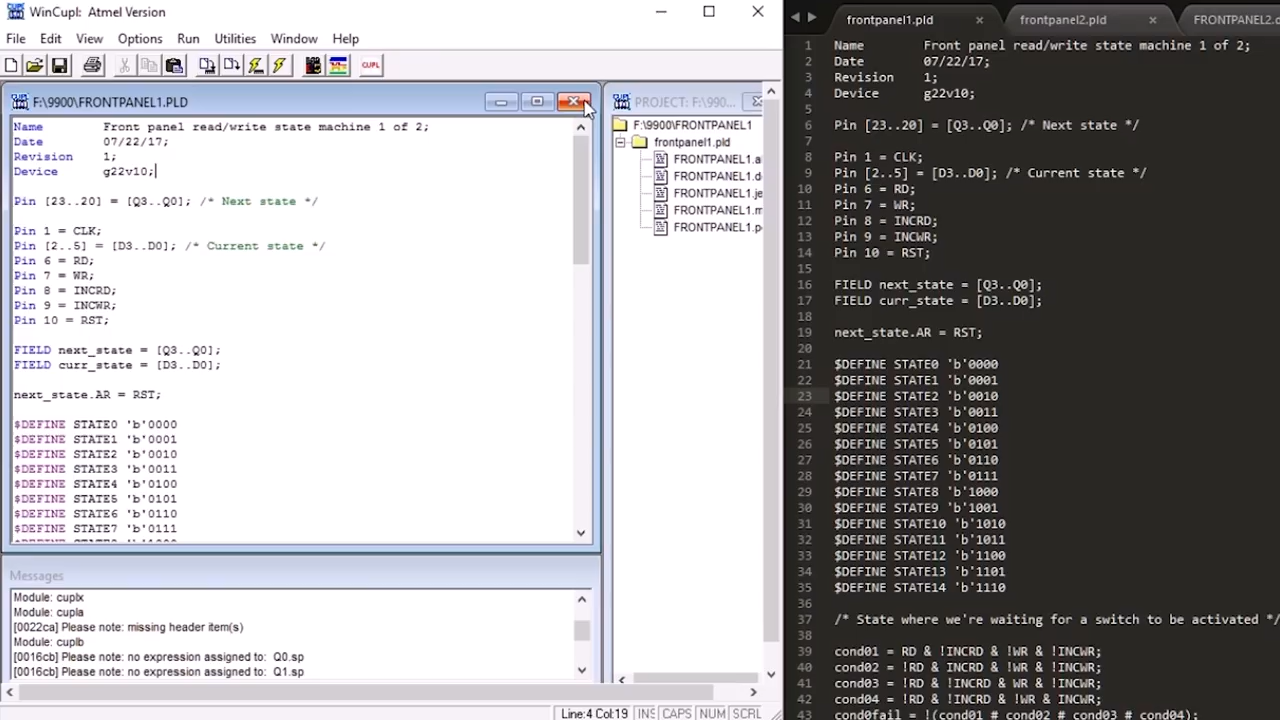 WinCupl: Atmel Version
File Edit View Options Run Utilities Window Help
CUPL
F:\9900\FRONTPANEL1.PLD
Name Front panel read/write state machine 1 of 2;
Date 07/22/17;
Revision 1;
Device g22v10;
Pin [23..20] = [Q3..Q0]; /* Next state */
Pin 1 = CLK;
Pin [2..5] = [D3..D0]; /* Current state */
Pin 6 = RD;
Pin 7 = WR;
Pin 8 = INCRD;
Pin 9 = INCWR;
Pin 10 = RST;
FIELD next_state = [Q3..Q0];
FIELD curr_state = [D3..D0];
next_state.AR = RST;
$DEFINE STATE0 'b'0000
$DEFINE STATE1 'b'0001
$DEFINE STATE2 'b'0010
$DEFINE STATE3 'b'0011
$DEFINE STATE4 'b'0100
$DEFINE STATE5 'b'0101
$DEFINE STATE6 'b'0110
$DEFINE STATE7 'b'0111
PROJECT: F:\990...
F:\9900\FRONTPANEL1
frontpanel1.pld
FRONTPANEL1.a
FRONTPANEL1.d
FRONTPANEL1.je
FRONTPANEL1.m
FRONTPANEL1.p
Messages
Module: cuplx
Module: cupla
[0022ca] Please note: missing header item(s)
Module: cuplb
[0016cb] Please note: no expression assigned to: Q0.sp
[0016cb] Please note: no expression assigned to: Q1.sp
Line:4 Col:19 INS CAPS NUM SCRL
frontpanel1.pld frontpanel2.pld FRONTPANEL2.
1 Name Front panel read/write state machine 1 of 2;
2 Date 07/22/17;
3 Revision 1;
4 Device g22v10;
5
6 Pin [23..20] = [Q3..Q0]; /* Next state */
7
8 Pin 1 = CLK;
9 Pin [2..5] = [D3..D0]; /* Current state */
10 Pin 6 = RD;
11 Pin 7 = WR;
12 Pin 8 = INCRD;
13 Pin 9 = INCWR;
14 Pin 10 = RST;
15
16 FIELD next_state = [Q3..Q0];
17 FIELD curr_state = [D3..D0];
18
19 next_state.AR = RST;
20
21 $DEFINE STATE0 'b'0000
22 $DEFINE STATE1 'b'0001
23 $DEFINE STATE2 'b'0010
24 $DEFINE STATE3 'b'0011
25 $DEFINE STATE4 'b'0100
26 $DEFINE STATE5 'b'0101
27 $DEFINE STATE6 'b'0110
28 $DEFINE STATE7 'b'0111
29 $DEFINE STATE8 'b'1000
30 $DEFINE STATE9 'b'1001
31 $DEFINE STATE10 'b'1010
32 $DEFINE STATE11 'b'1011
33 $DEFINE STATE12 'b'1100
34 $DEFINE STATE13 'b'1101
35 $DEFINE STATE14 'b'1110
36
37 /* State where we're waiting for a switch to be activated */
38
39 cond01 = RD & !INCRD & !WR & !INCWR;
40 cond02 = !RD & INCRD & !WR & !INCWR;
41 cond03 = !RD & !INCRD & WR & !INCWR;
42 cond04 = !RD & !INCRD & !WR & INCWR;
43 cond0fail = !(cond01 # cond02 # cond03 # cond04);